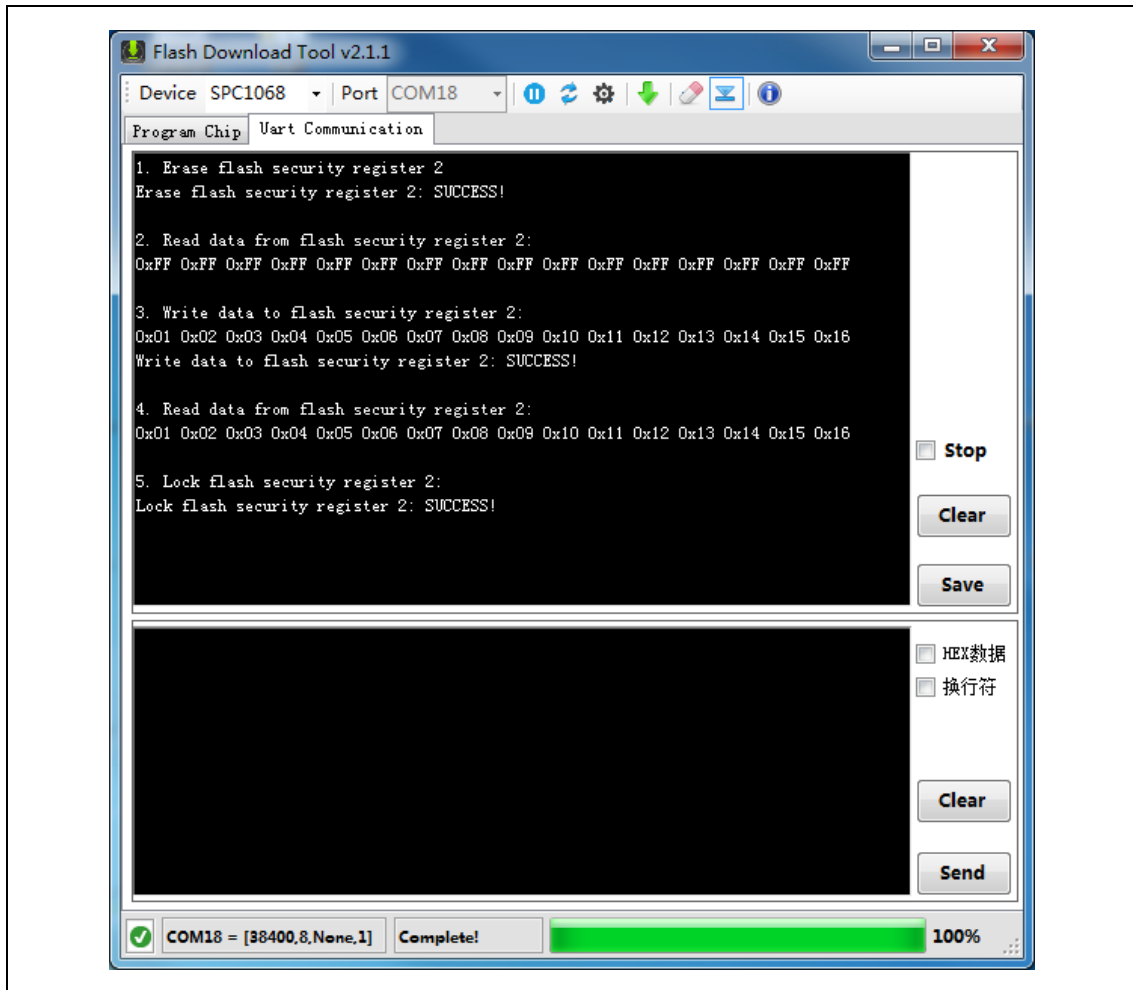 Flash Download Tool v2.1.1
Device SPC1068 Port COM18
Program Chip Uart Communication
1. Erase flash security register 2
Erase flash security register 2: SUCCESS!
2. Read data from flash security register 2:
0xFF 0xFF 0xFF 0xFF 0xFF 0xFF 0xFF 0xFF 0xFF 0xFF 0xFF 0xFF 0xFF 0xFF 0xFF 0xFF
3. Write data to flash security register 2:
0x01 0x02 0x03 0x04 0x05 0x06 0x07 0x08 0x09 0x10 0x11 0x12 0x13 0x14 0x15 0x16
Write data to flash security register 2: SUCCESS!
4. Read data from flash security register 2:
0x01 0x02 0x03 0x04 0x05 0x06 0x07 0x08 0x09 0x10 0x11 0x12 0x13 0x14 0x15 0x16
5. Lock flash security register 2:
Lock flash security register 2: SUCCESS!
Stop
Clear
Save
HEX数据
换行符
Clear
Send
COM18 = [38400,8,None,1] Complete! 100%